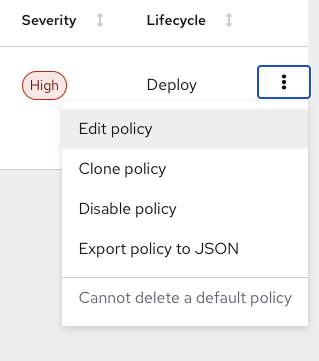 Severity Lifecycle
High Deploy
Edit policy
Clone policy
Disable policy
Export policy to JSON
Cannot delete a default policy